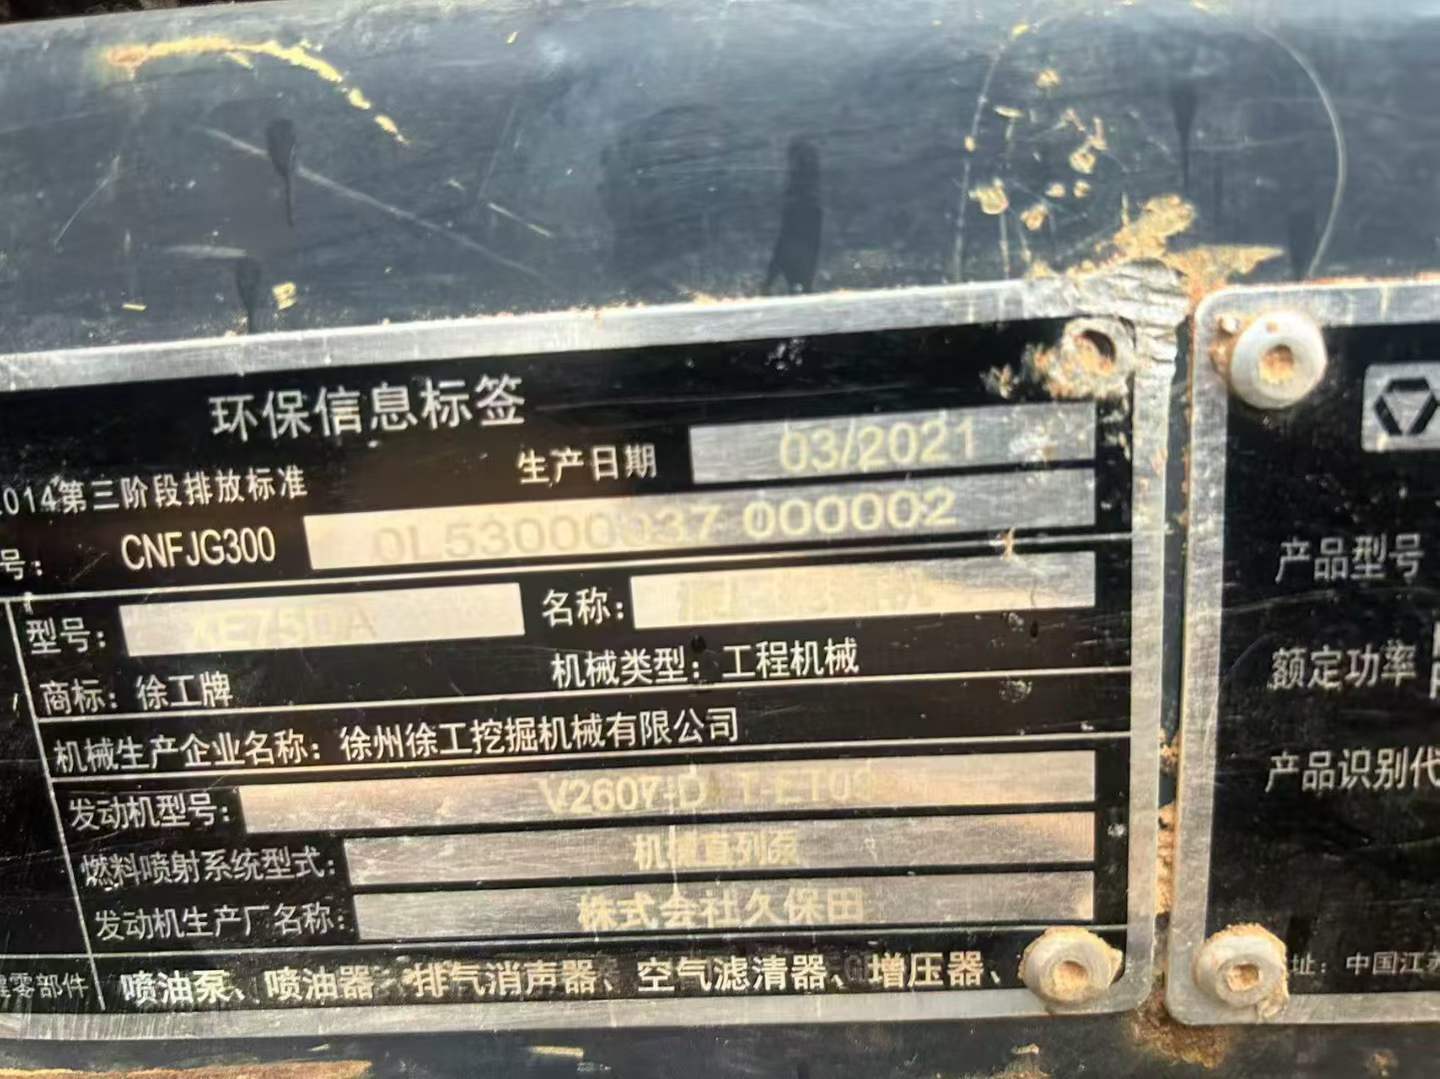 环保信息标签
2014第三阶段排放标准
生产日期 03/2021
号： CNFJG300 0L53000037 000002
型号： XE75DA 名称：
商标：徐工牌 机械类型：工程机械
机械生产企业名称：徐州徐工挖掘机械有限公司
发动机型号： V2607-D
燃料喷射系统型式： 机械直列泵
发动机生产厂名称： 株式会社久保田
零部件 喷油泵、喷油器、排气消声器、空气滤清器、增压器、
产品型号
额定功率
产品识别代
址：中国江苏